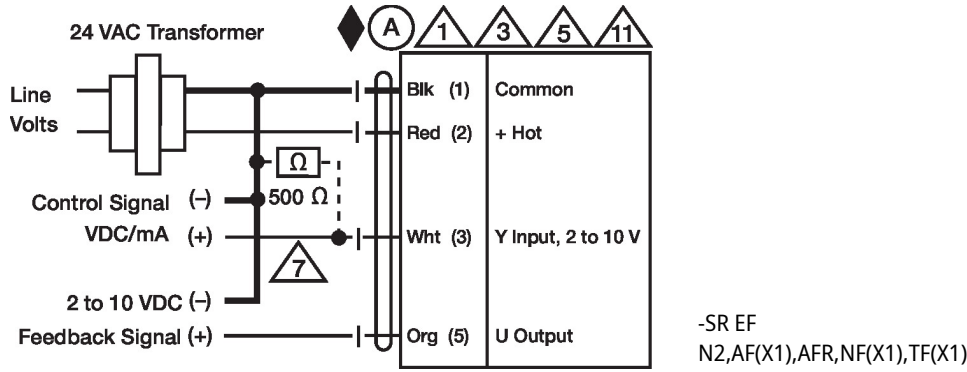 24 VAC Transformer
A 1 3 5 11
Line
Volts
Blk (1) Common
Red (2) + Hot
Ω
500 Ω
Control Signal (–)
VDC/mA (+)
Wht (3) Y Input, 2 to 10 V
7
2 to 10 VDC (–)
Feedback Signal (+)
Org (5) U Output
-SR EF
N2,AF(X1),AFR,NF(X1),TF(X1)